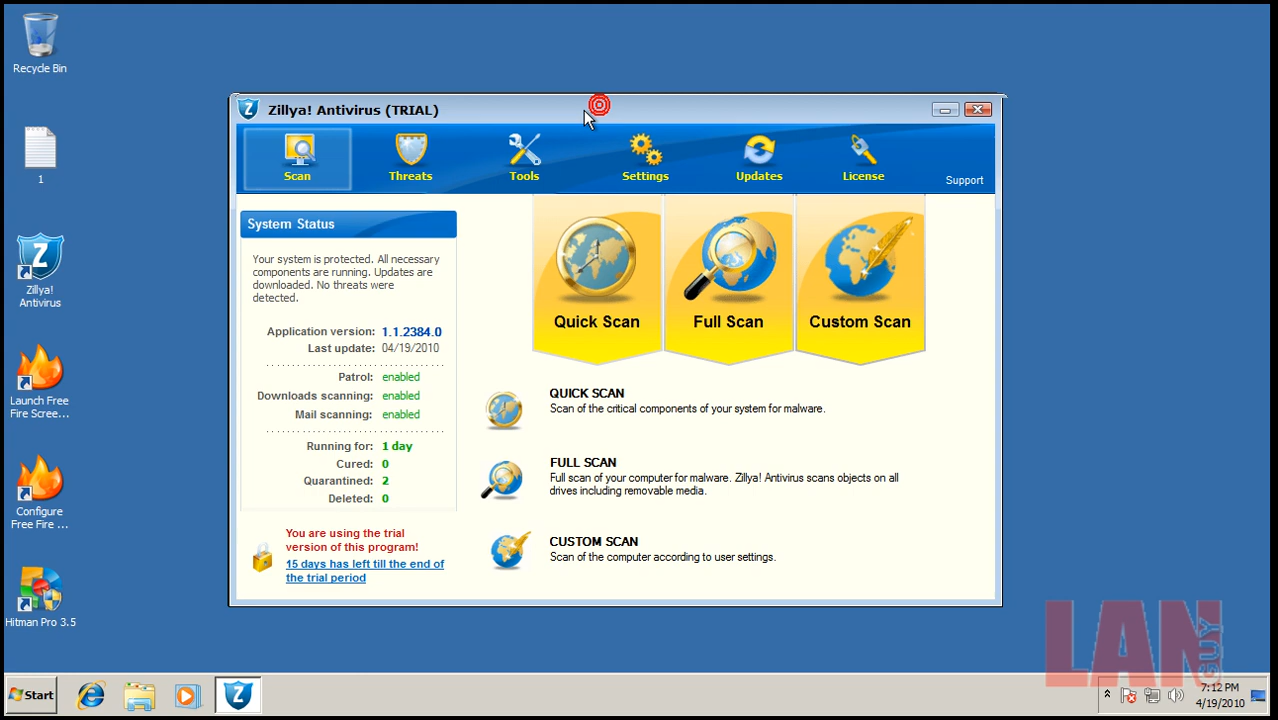 Recycle Bin
1
Zillya!
Antivirus
Launch Free
Fire Scree...
Configure
Free Fire ...
Hitman Pro 3.5
Zillya! Antivirus (TRIAL)
Scan
Threats
Tools
Settings
Updates
License
Support
System Status
Your system is protected. All necessary
components are running. Updates are
downloaded. No threats were
detected.
Application version: 1.1.2384.0
Last update: 04/19/2010
Patrol: enabled
Downloads scanning: enabled
Mail scanning: enabled
Running for: 1 day
Cured: 0
Quarantined: 2
Deleted: 0
You are using the trial
version of this program!
15 days has left till the end of
the trial period
Quick Scan
Full Scan
Custom Scan
QUICK SCAN
Scan of the critical components of your system for malware.
FULL SCAN
Full scan of your computer for malware. Zillya! Antivirus scans objects on all
drives including removable media.
CUSTOM SCAN
Scan of the computer according to user settings.
LAN
GUY
Start
7:12 PM
4/19/2010